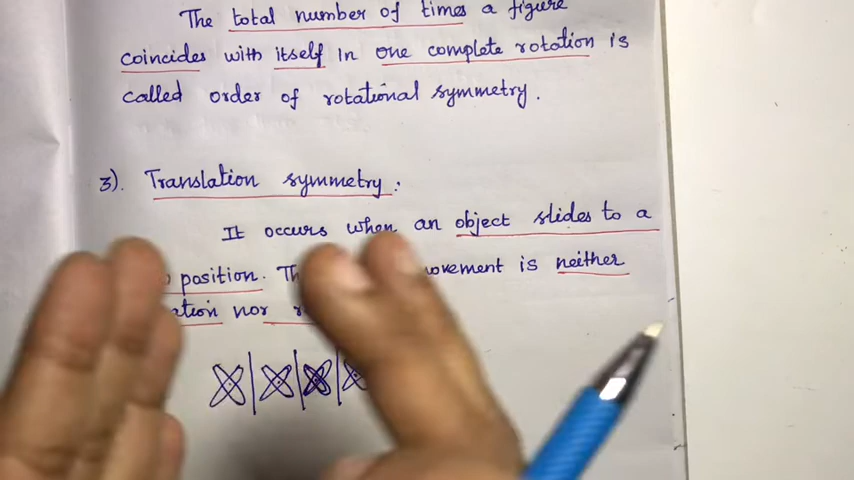 The total number of times a figure
coincides with itself in one complete rotation is
called order of rotational symmetry.
3). Translation symmetry:
It occurs when an object slides to a
position. movement is neither
nor